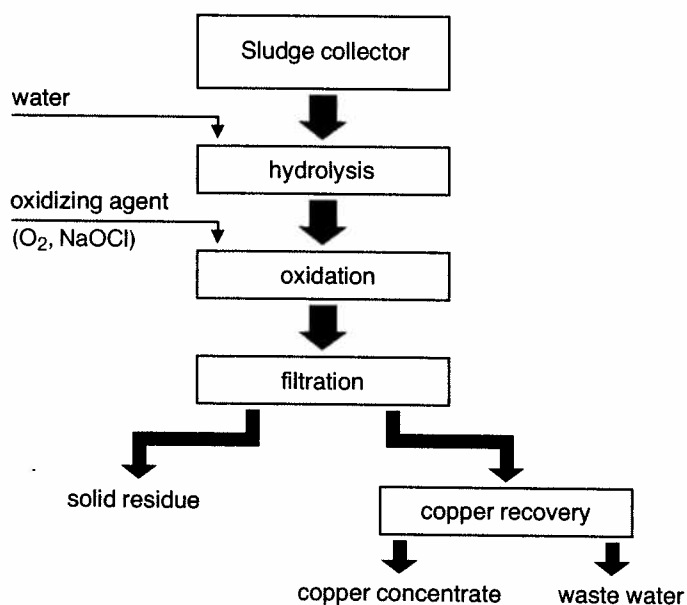 Sludge collector
water
hydrolysis
oxidizing agent
(O₂, NaOCl)
oxidation
filtration
solid residue
copper recovery
copper concentrate
waste water